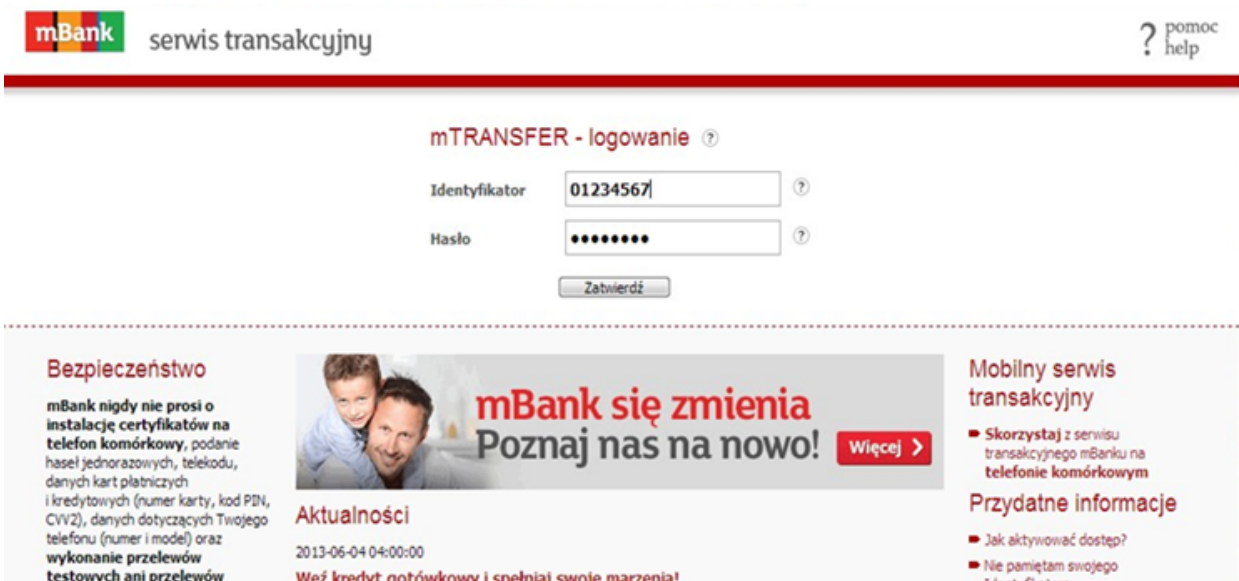 mBank serwis transakcyjny
? pomoc
help
mTRANSFER - logowanie ?
Identyfikator 01234567 ?
Hasło •••••••• ?
Zatwierdź
Bezpieczeństwo
mBank nigdy nie prosi o
instalację certyfikatów na
telefon komórkowy, podanie
haseł jednorazowych, telekodu,
danych kart płatniczych
i kredytowych (numer karty, kod PIN,
CVV2), danych dotyczących Twojego
telefonu (numer i model) oraz
wykonanie przelewów
testowych ani przelewów
mBank się zmienia
Poznaj nas na nowo! Więcej >
Aktualności
2013-06-04 04:00:00
Weź kredyt gotówkowy i spełniaj swoje marzenia!
Mobilny serwis
transakcyjny
Skorzystaj z serwisu
transakcyjnego mBanku na
telefonie komórkowym
Przydatne informacje
Jak aktywować dostęp?
Nie pamiętam swojego